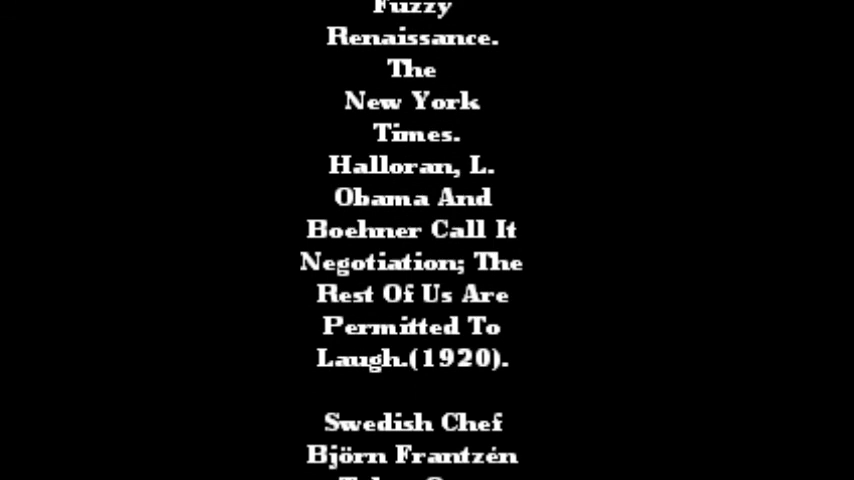 Fuzzy
Renaissance.
The
New York
Times.
Halloran, L.
Obama And
Boehner Call It
Negotiation; The
Rest Of Us Are
Permitted To
Laugh.(1920).
Swedish Chef
Björn Frantzén